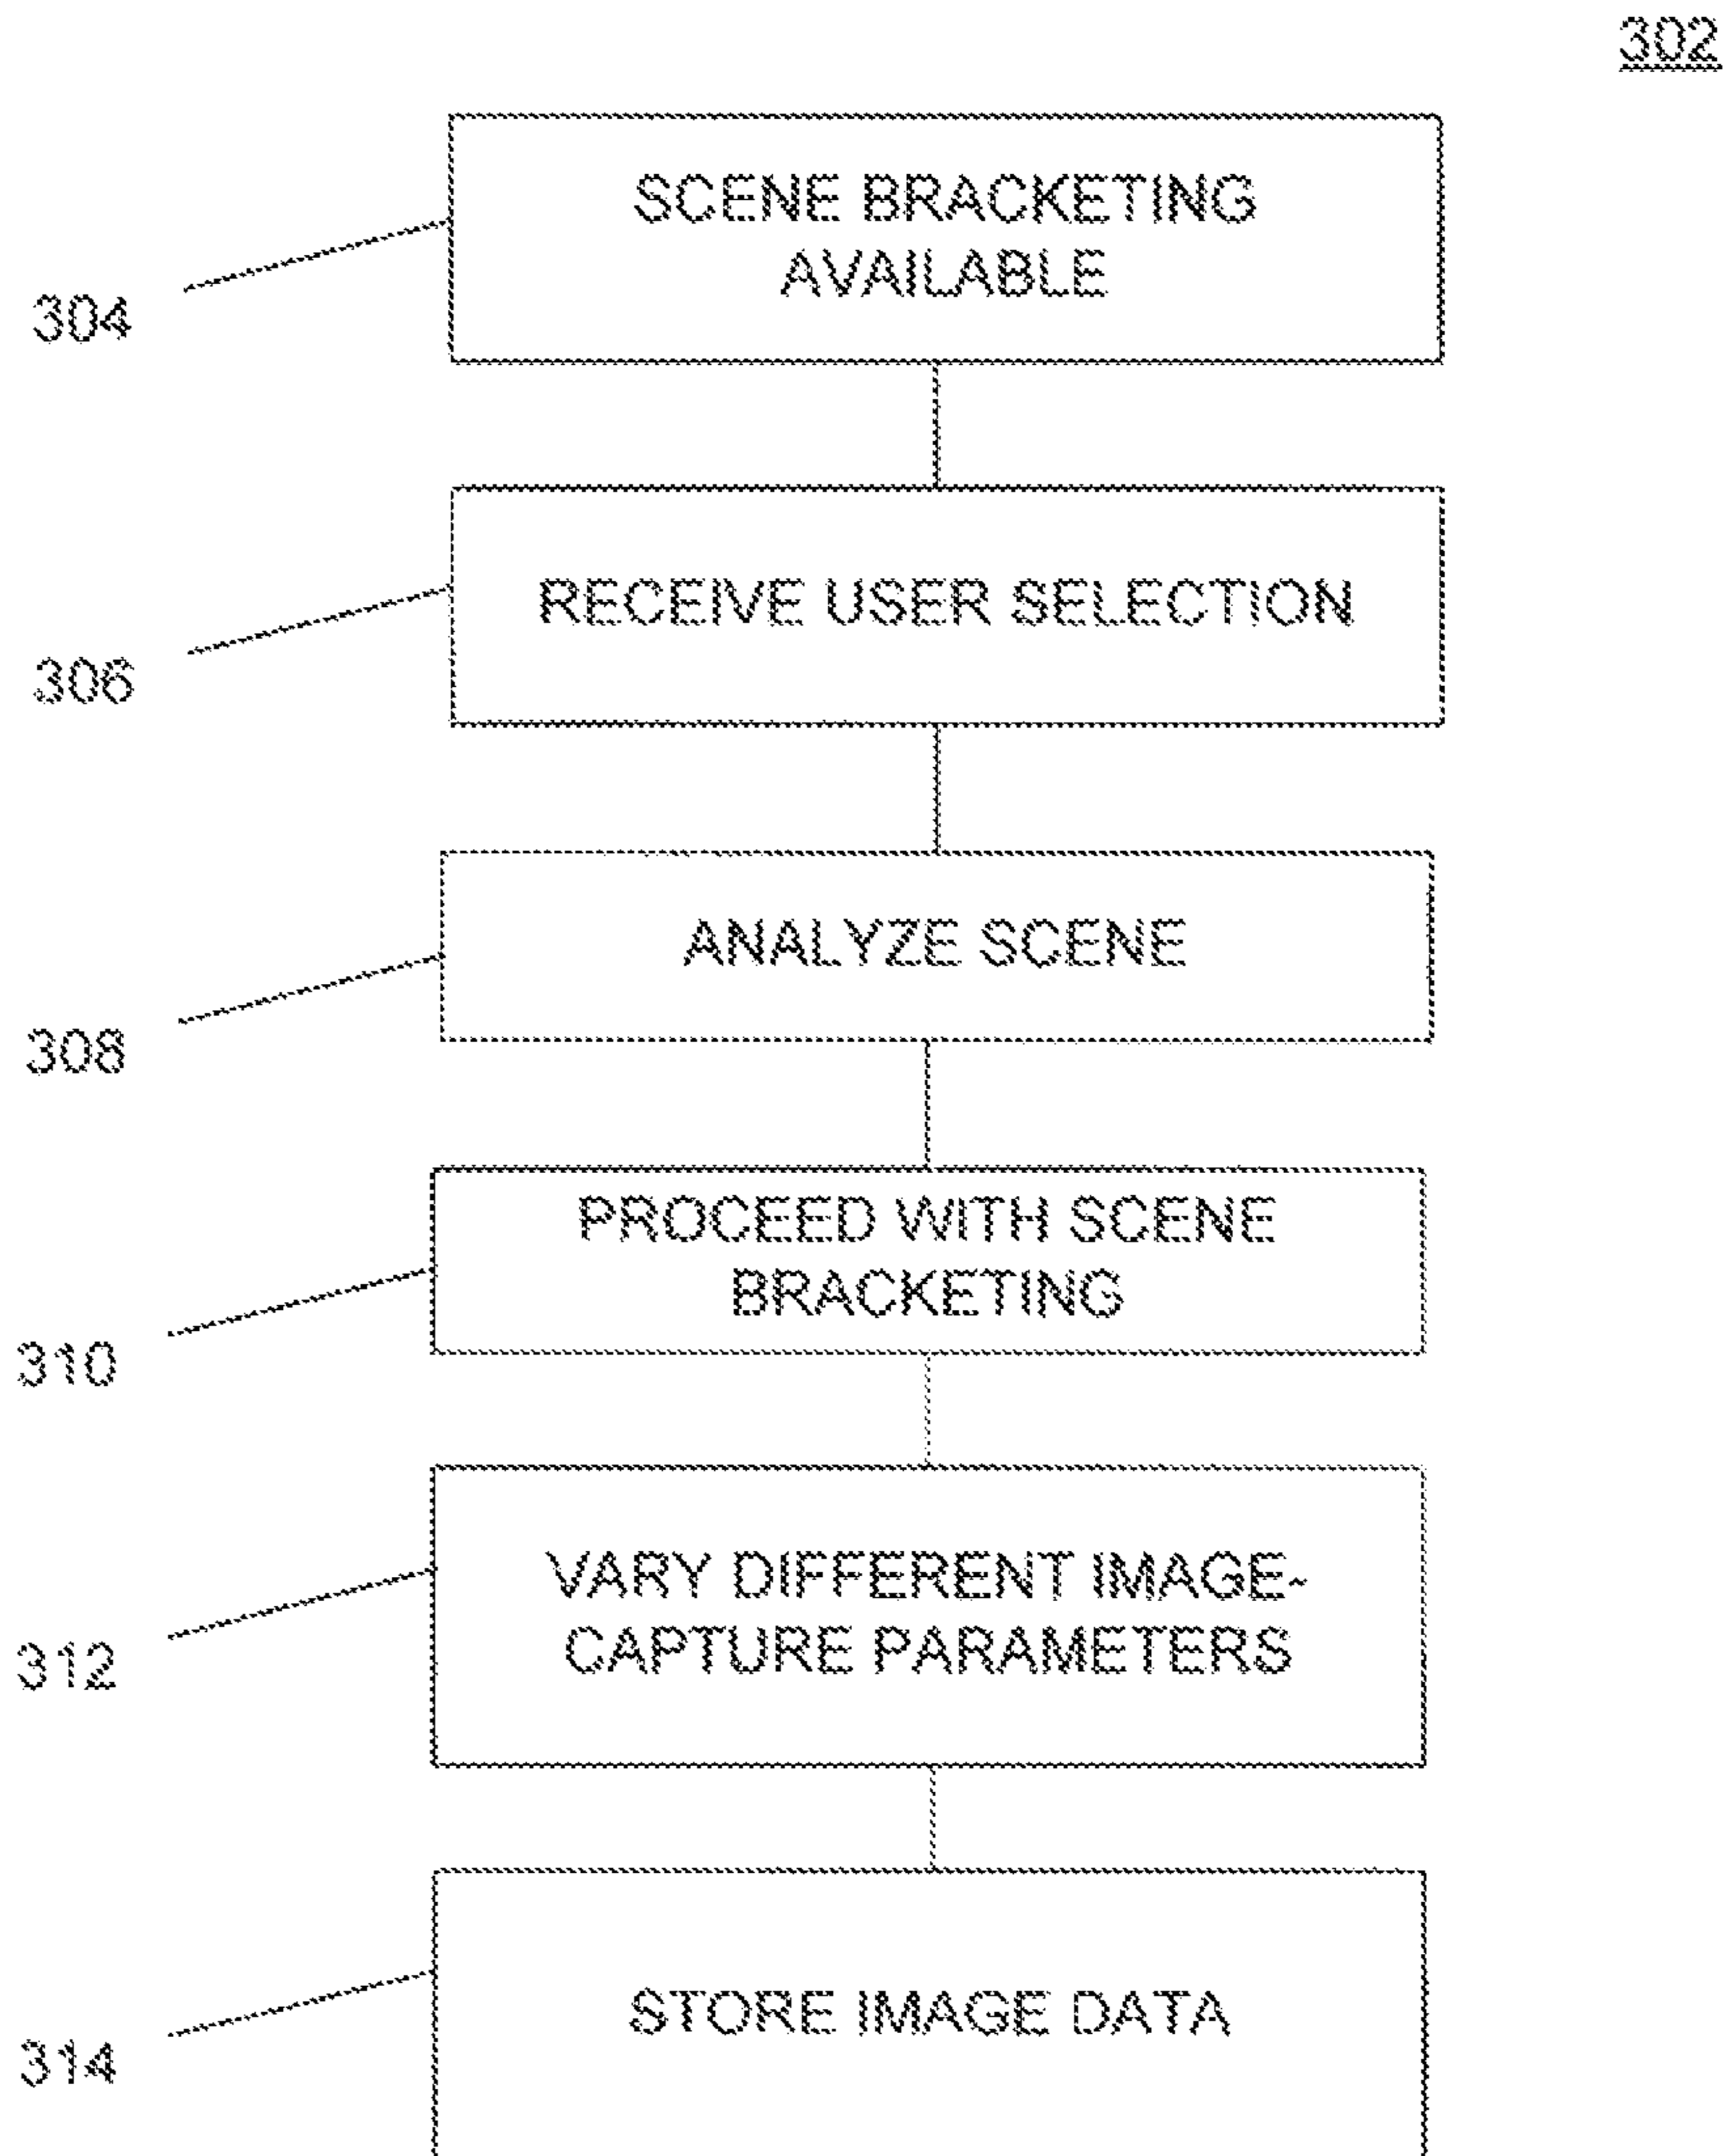 302
SCENE BRACKETING
AVAILABLE
304
RECEIVE USER SELECTION
306
ANALYZE SCENE
308
PROCEED WITH SCENE
BRACKETING
310
VARY DIFFERENT IMAGE-
CAPTURE PARAMETERS
312
STORE IMAGE DATA
314